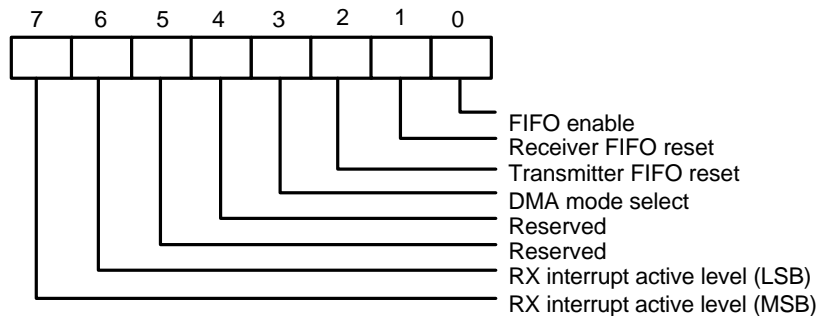 7 6 5 4 3 2 1 0
FIFO enable
Receiver FIFO reset
Transmitter FIFO reset
DMA mode select
Reserved
Reserved
RX interrupt active level (LSB)
RX interrupt active level (MSB)